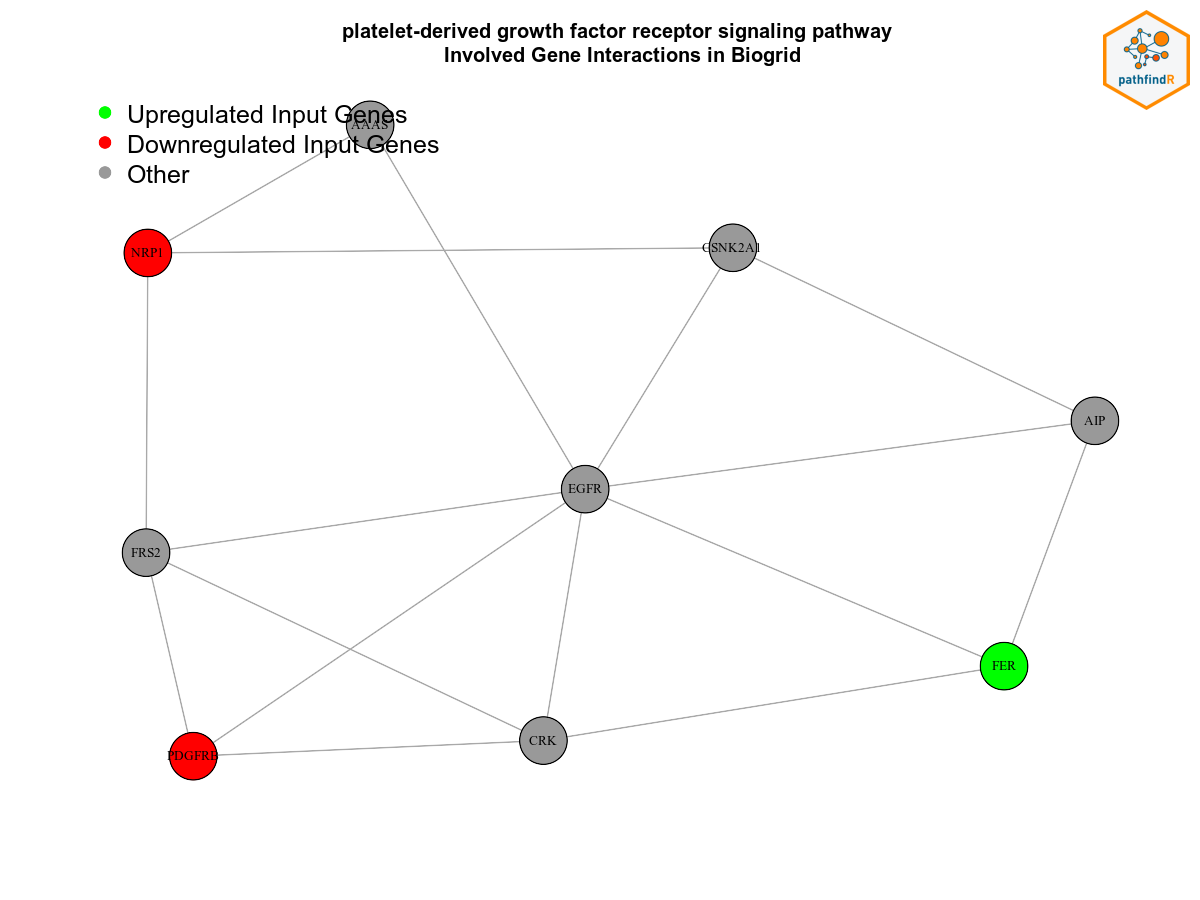 platelet-derived growth factor receptor signaling pathway
Involved Gene Interactions in Biogrid
pathfindR
Upregulated Input Genes
AAAS
Downregulated Input Genes
Other
NRP1
CSNK2A1
AIP
EGFR
FRS2
FER
CRK
PDGFRB